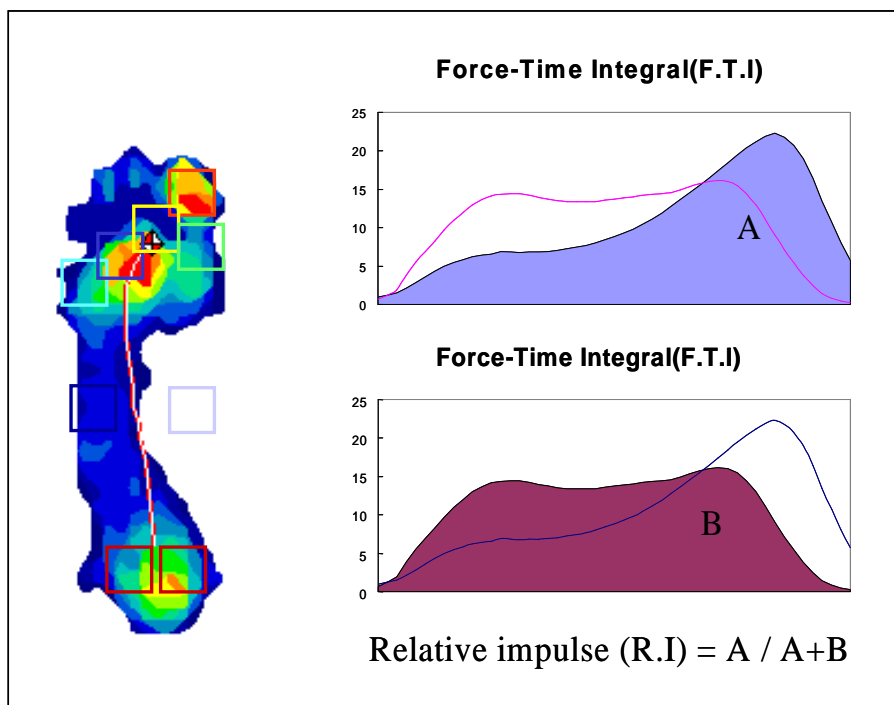 Force-Time Integral(F.T.I)
25
20
15
10
5
0
A
Force-Time Integral(F.T.I)
25
20
15
10
5
0
B
Relative impulse (R.I) = A / A+B